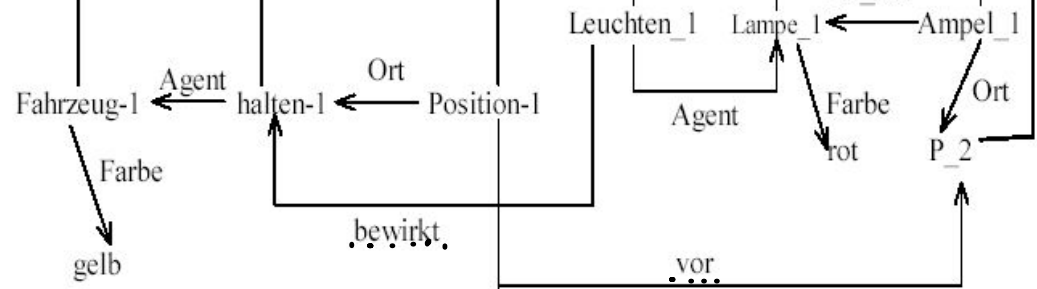 Leuchten_1 Lampe_1 Ampel_1
Agent Ort Ort
Fahrzeug-1 halten-1 Position-1 Agent Farbe
rot P_2
Farbe
bewirkt
gelb vor